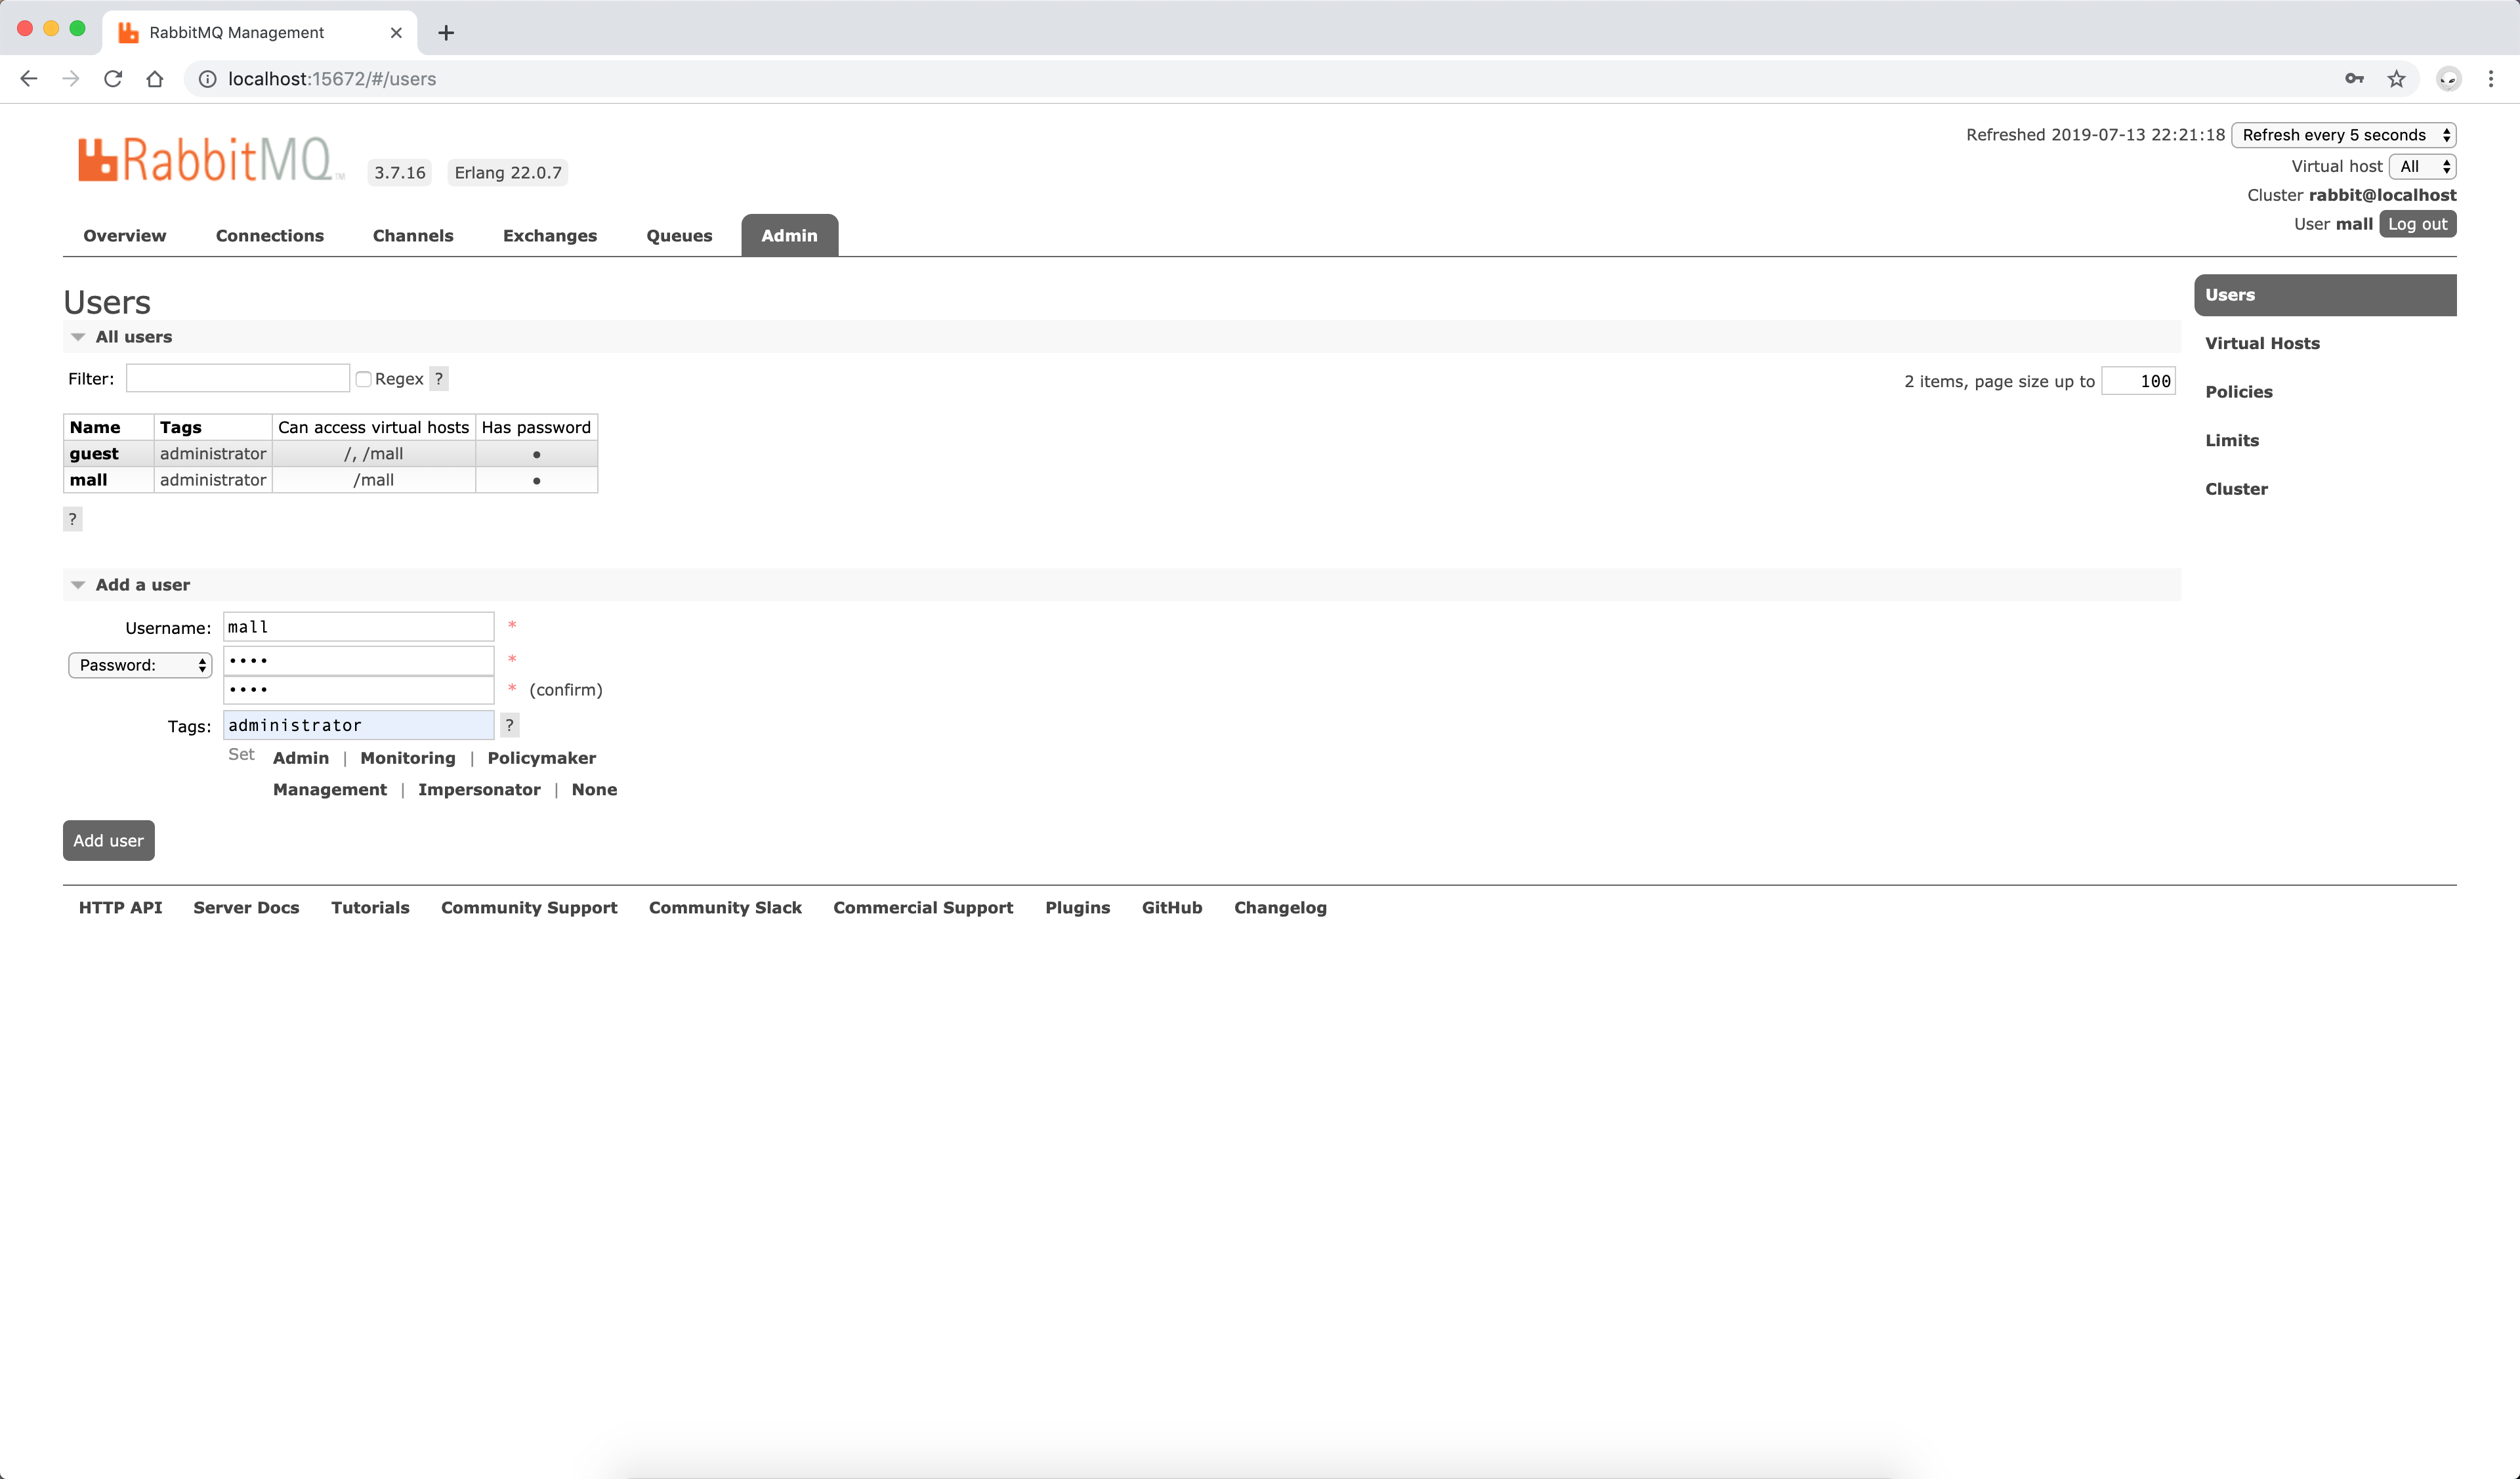 RabbitMQ Management
localhost:15672/#/users
RabbitMQ™ 3.7.16 Erlang 22.0.7
Refreshed 2019-07-13 22:21:18 Refresh every 5 seconds
Virtual host All
Cluster rabbit@localhost
User mall Log out
Overview Connections Channels Exchanges Queues Admin
Users
All users
Filter: Regex ?
2 items, page size up to 100
Name Tags Can access virtual hosts Has password
guest administrator /, /mall •
mall administrator /mall •
?
Add a user
Username: mall *
Password: •••• *
•••• * (confirm)
Tags: administrator ?
Set Admin | Monitoring | Policymaker
Management | Impersonator | None
Add user
Users
Virtual Hosts
Policies
Limits
Cluster
HTTP API Server Docs Tutorials Community Support Community Slack Commercial Support Plugins GitHub Changelog